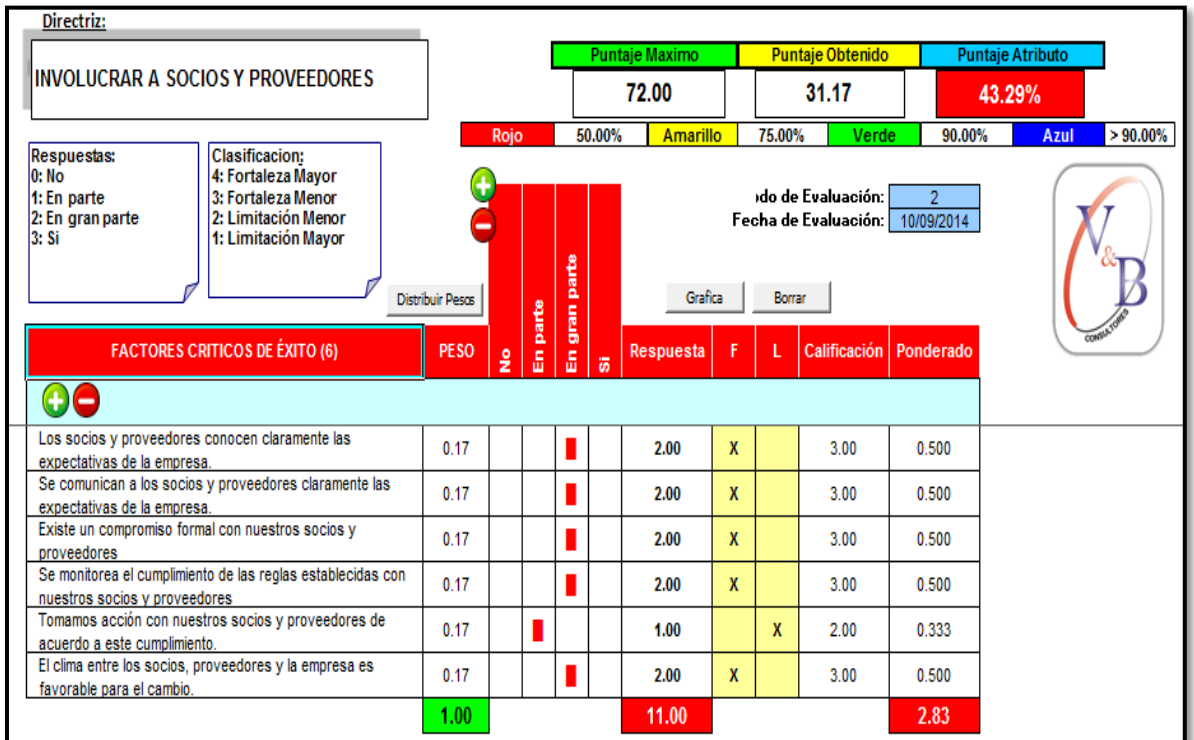 Directriz:
INVOLUCRAR A SOCIOS Y PROVEEDORES
Puntaje Maximo Puntaje Obtenido Puntaje Atributo
72.00 31.17 43.29%
Rojo 50.00% Amarillo 75.00% Verde 90.00% Azul > 90.00%
Respuestas:
0: No
1: En parte
2: En gran parte
3: Si
Clasificacion:
4: Fortaleza Mayor
3: Fortaleza Menor
2: Limitación Menor
1: Limitación Mayor
do de Evaluación: 2
Fecha de Evaluación: 10/09/2014
V&B
CONSULTORES
Distribuir Pesos
Grafica Borrar
FACTORES CRITICOS DE ÉXITO (6) PESO No En parte En gran parte Si Respuesta F L Calificación Ponderado
Los socios y proveedores conocen claramente las
expectativas de la empresa.
0.17 2.00 X 3.00 0.500
Se comunican a los socios y proveedores claramente las
expectativas de la empresa.
0.17 2.00 X 3.00 0.500
Existe un compromiso formal con nuestros socios y
proveedores
0.17 2.00 X 3.00 0.500
Se monitorea el cumplimiento de las reglas establecidas con
nuestros socios y proveedores
0.17 2.00 X 3.00 0.500
Tomamos acción con nuestros socios y proveedores de
acuerdo a este cumplimiento.
0.17 1.00 X 2.00 0.333
El clima entre los socios, proveedores y la empresa es
favorable para el cambio.
0.17 2.00 X 3.00 0.500
1.00 11.00 2.83